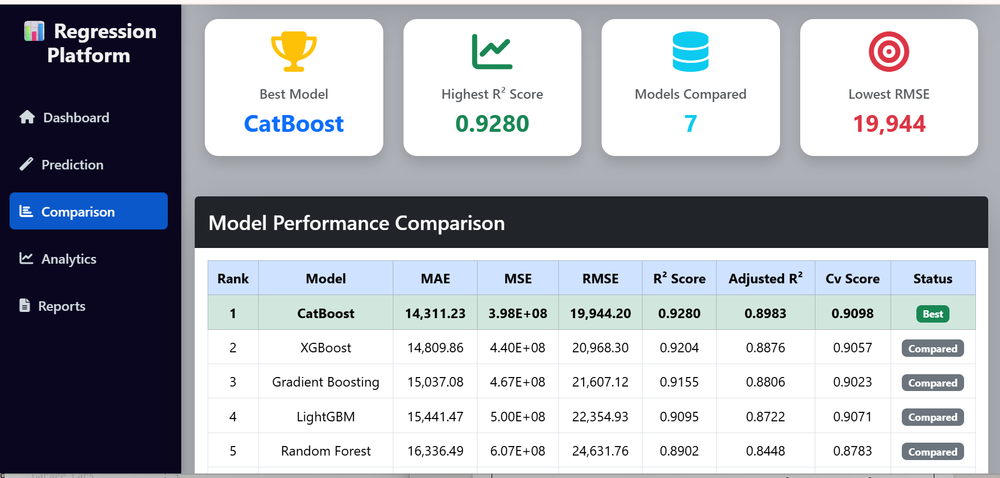 Regression
Platform
Dashboard
Prediction
Comparison
Analytics
Reports
Best Model
CatBoost
Highest R² Score
0.9280
Models Compared
7
Lowest RMSE
19,944
Model Performance Comparison
Rank Model MAE MSE RMSE R² Score Adjusted R² Cv Score Status
1 CatBoost 14,311.23 3.98E+08 19,944.20 0.9280 0.8983 0.9098 Best
2 XGBoost 14,809.86 4.40E+08 20,968.30 0.9204 0.8876 0.9057 Compared
3 Gradient Boosting 15,037.08 4.67E+08 21,607.12 0.9155 0.8806 0.9023 Compared
4 LightGBM 15,441.47 5.00E+08 22,354.93 0.9095 0.8722 0.9071 Compared
5 Random Forest 16,336.49 6.07E+08 24,631.76 0.8902 0.8448 0.8783 Compared
Garage Cars : 3